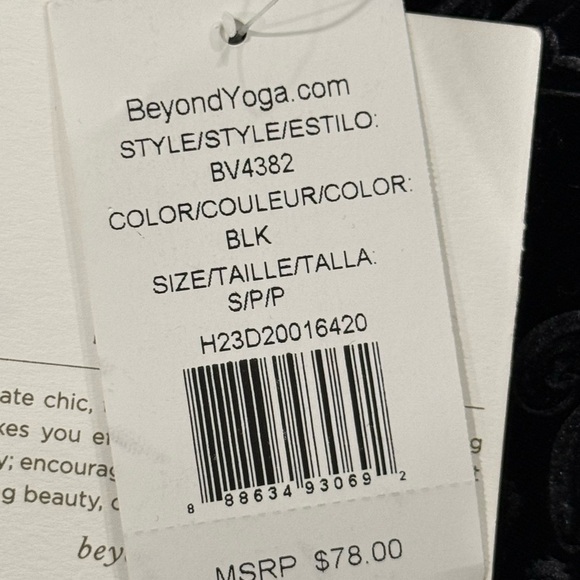 BeyondYoga.com
STYLE/STYLE/ESTILO:
BV4382
COLOR/COULEUR/COLOR:
BLK
SIZE/TAILLE/TALLA:
S/P/P
H23D20016420
8 88634 93069 2
MSRP $78.00
ate chic,
kes you
y; encourag
g beauty,
bey
g